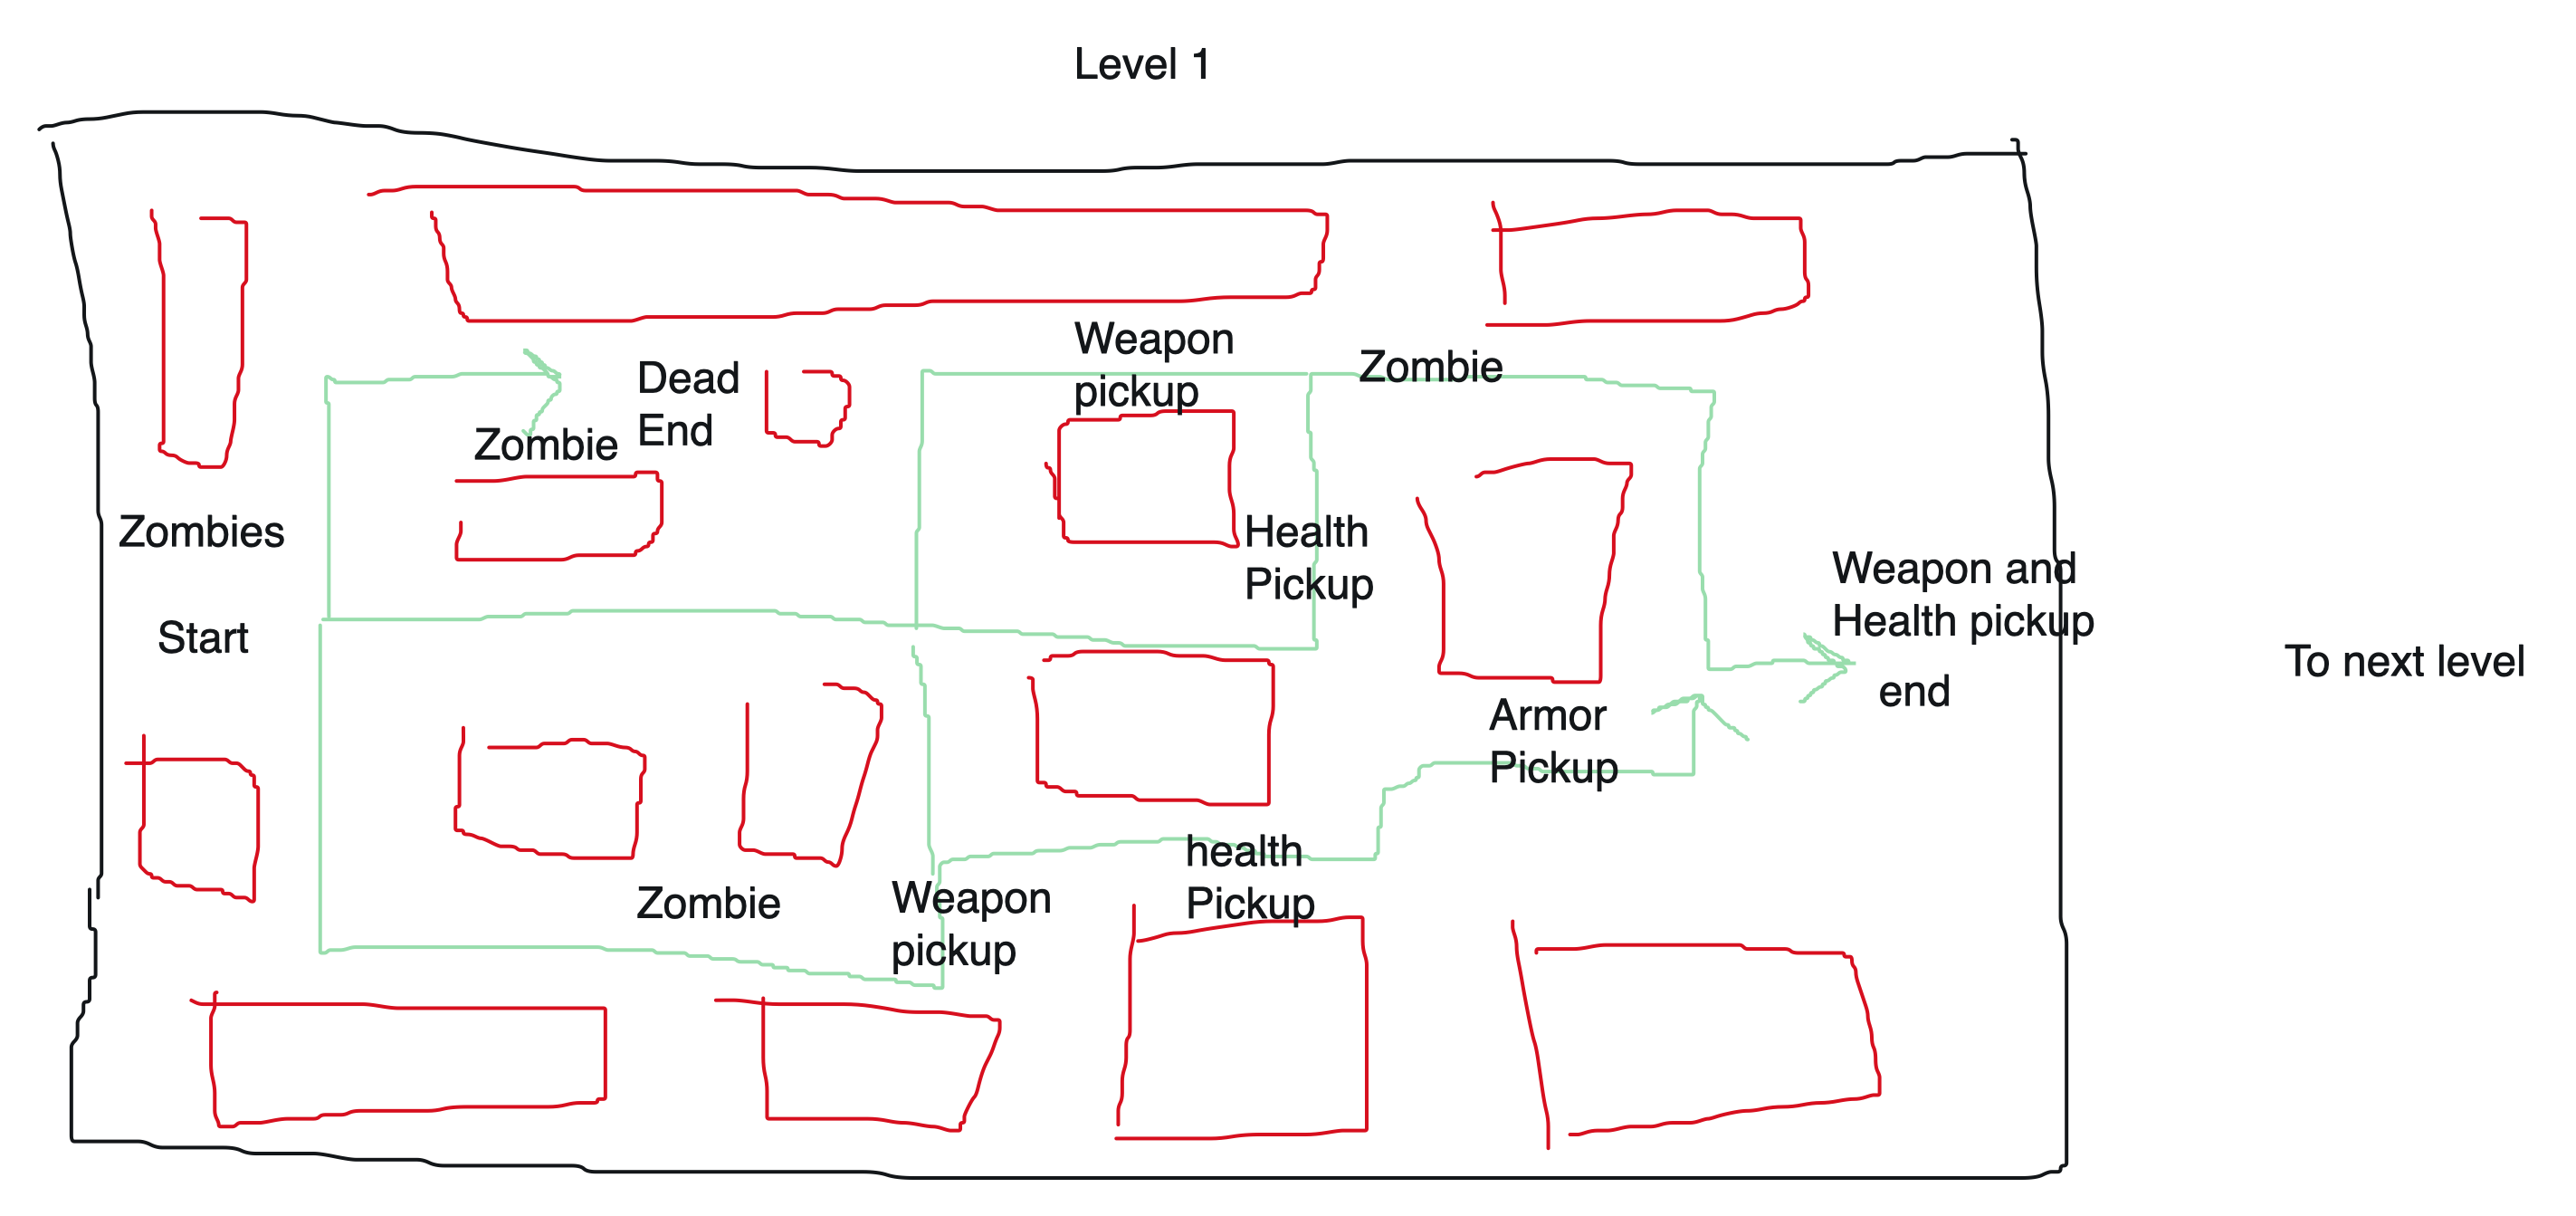 Level 1
Weapon
pickup
Zombie
Dead
End
Zombie
Zombies
Health
Pickup
Weapon and
Health pickup
Start
To next level
end
Armor
Pickup
health
Pickup
Zombie
Weapon
pickup